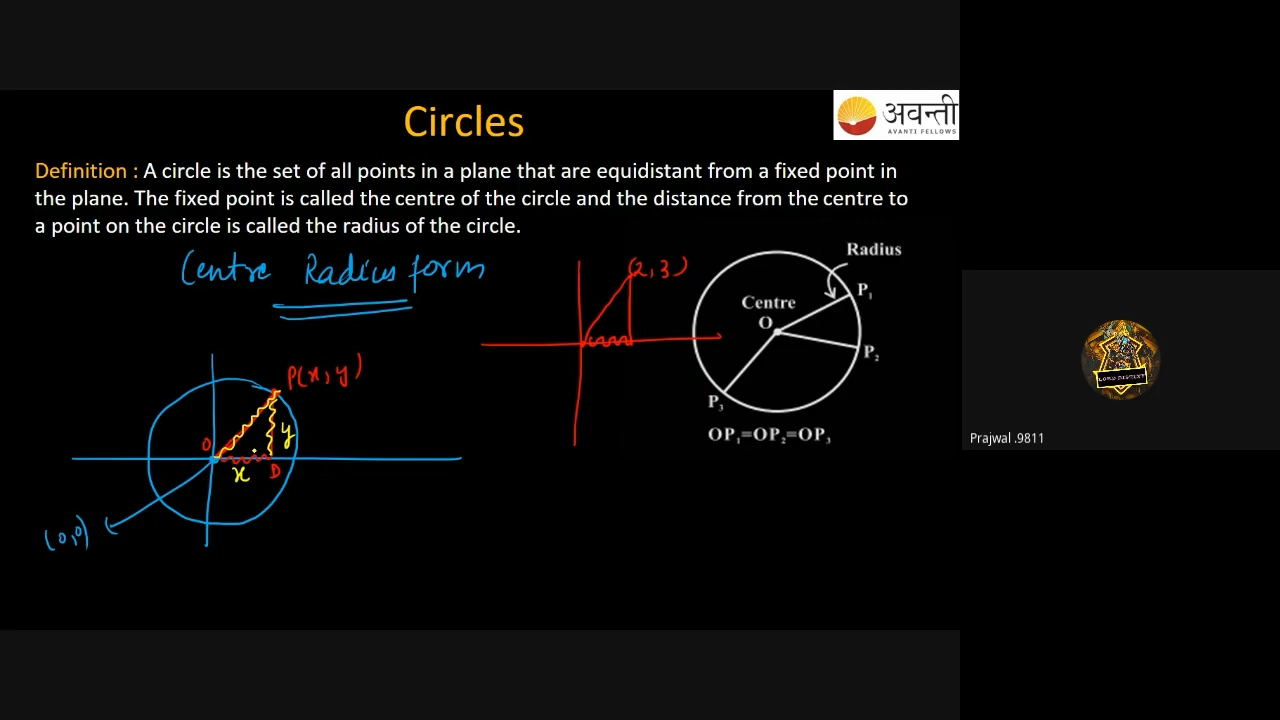 Circles
अवन्ती
AVANTI FELLOWS
Definition : A circle is the set of all points in a plane that are equidistant from a fixed point in
the plane. The fixed point is called the centre of the circle and the distance from the centre to
a point on the circle is called the radius of the circle.
Centre Radius form
(2,3)
Radius
P₁
Centre
O
P₂
P₃
OP₁=OP₂=OP₃
P(x, y)
O
y
x
D
(0,0)
LORD DESTINY
Prajwal .9811